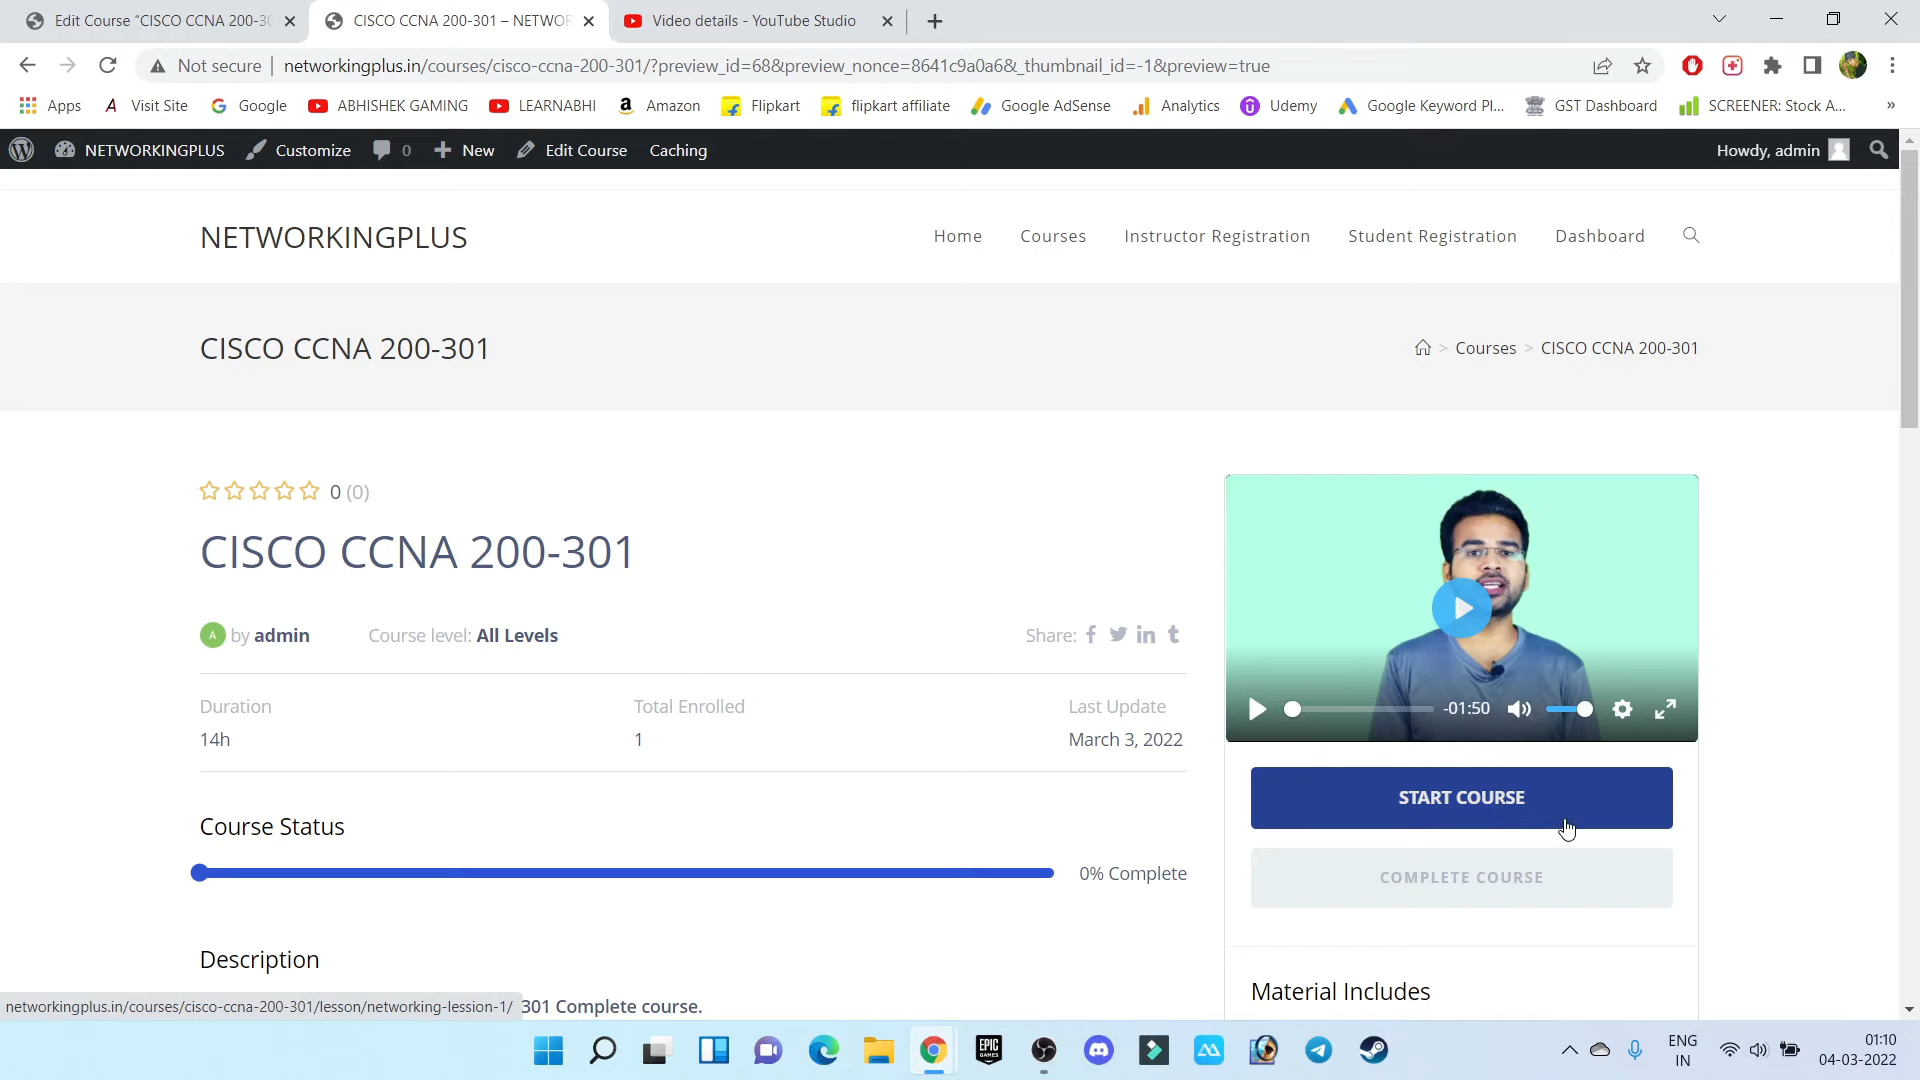 Edit Course "CISCO CCNA 200-30
CISCO CCNA 200-301 – NETWOR
Video details - YouTube Studio
Not secure
networkingplus.in/courses/cisco-ccna-200-301/?preview_id=68&preview_nonce=8641c9a0a6&_thumbnail_id=-1&preview=true
Apps
Visit Site
Google
ABHISHEK GAMING
LEARNABHI
Amazon
Flipkart
flipkart affiliate
Google AdSense
Analytics
Udemy
Google Keyword Pl...
GST Dashboard
SCREENER: Stock A...
»
NETWORKINGPLUS
Customize
0
New
Edit Course
Caching
Howdy, admin
NETWORKINGPLUS
Home
Courses
Instructor Registration
Student Registration
Dashboard
CISCO CCNA 200-301
> Courses > CISCO CCNA 200-301
0 (0)
CISCO CCNA 200-301
A by admin
Course level: All Levels
Share:
Duration
Total Enrolled
Last Update
14h
1
March 3, 2022
-01:50
START COURSE
COMPLETE COURSE
Course Status
0% Complete
Description
Material Includes
networkingplus.in/courses/cisco-ccna-200-301/lesson/networking-lession-1/
301 Complete course.
EPIC GAMES
ENG
IN
01:10
04-03-2022